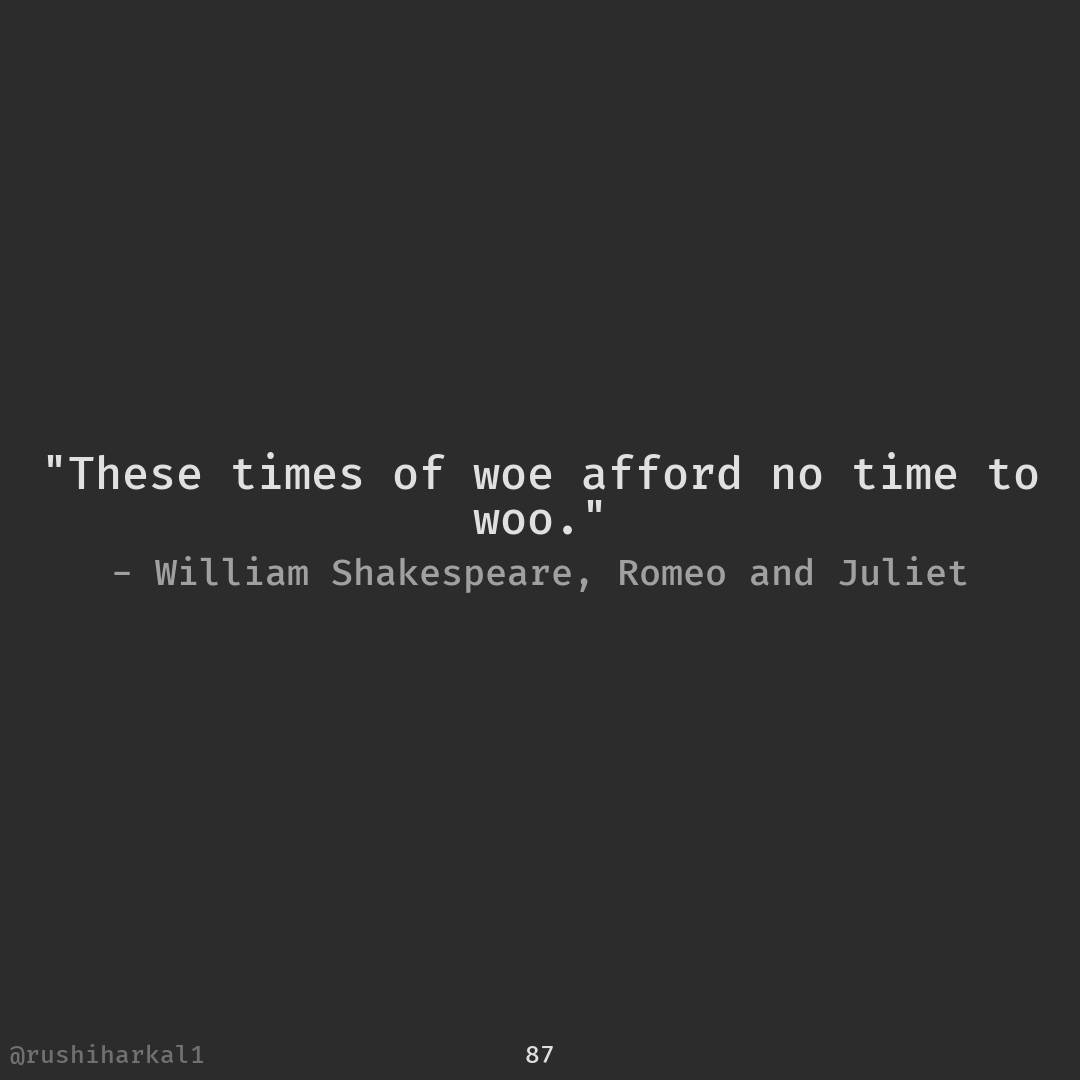 "These times of woe afford no time to
woo."
– William Shakespeare, Romeo and Juliet
@rushiharkal1
87